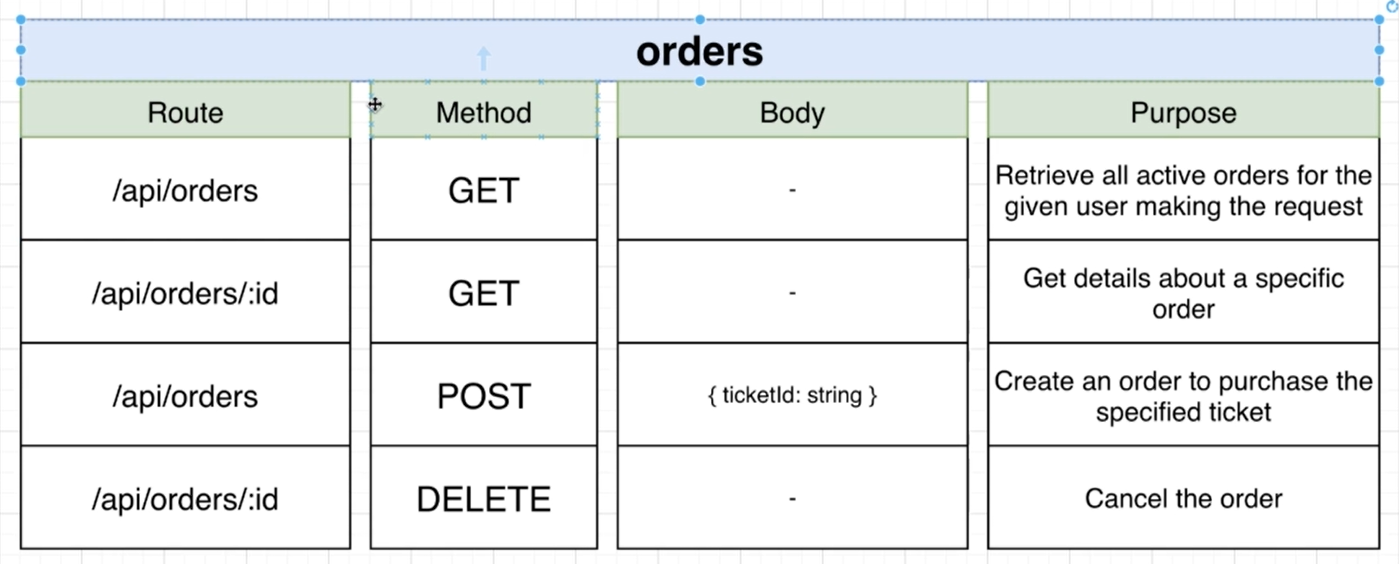 orders
Route Method Body Purpose
/api/orders GET - Retrieve all active orders for the
given user making the request
/api/orders/:id GET - Get details about a specific
order
/api/orders POST { ticketId: string } Create an order to purchase the
specified ticket
/api/orders/:id DELETE - Cancel the order